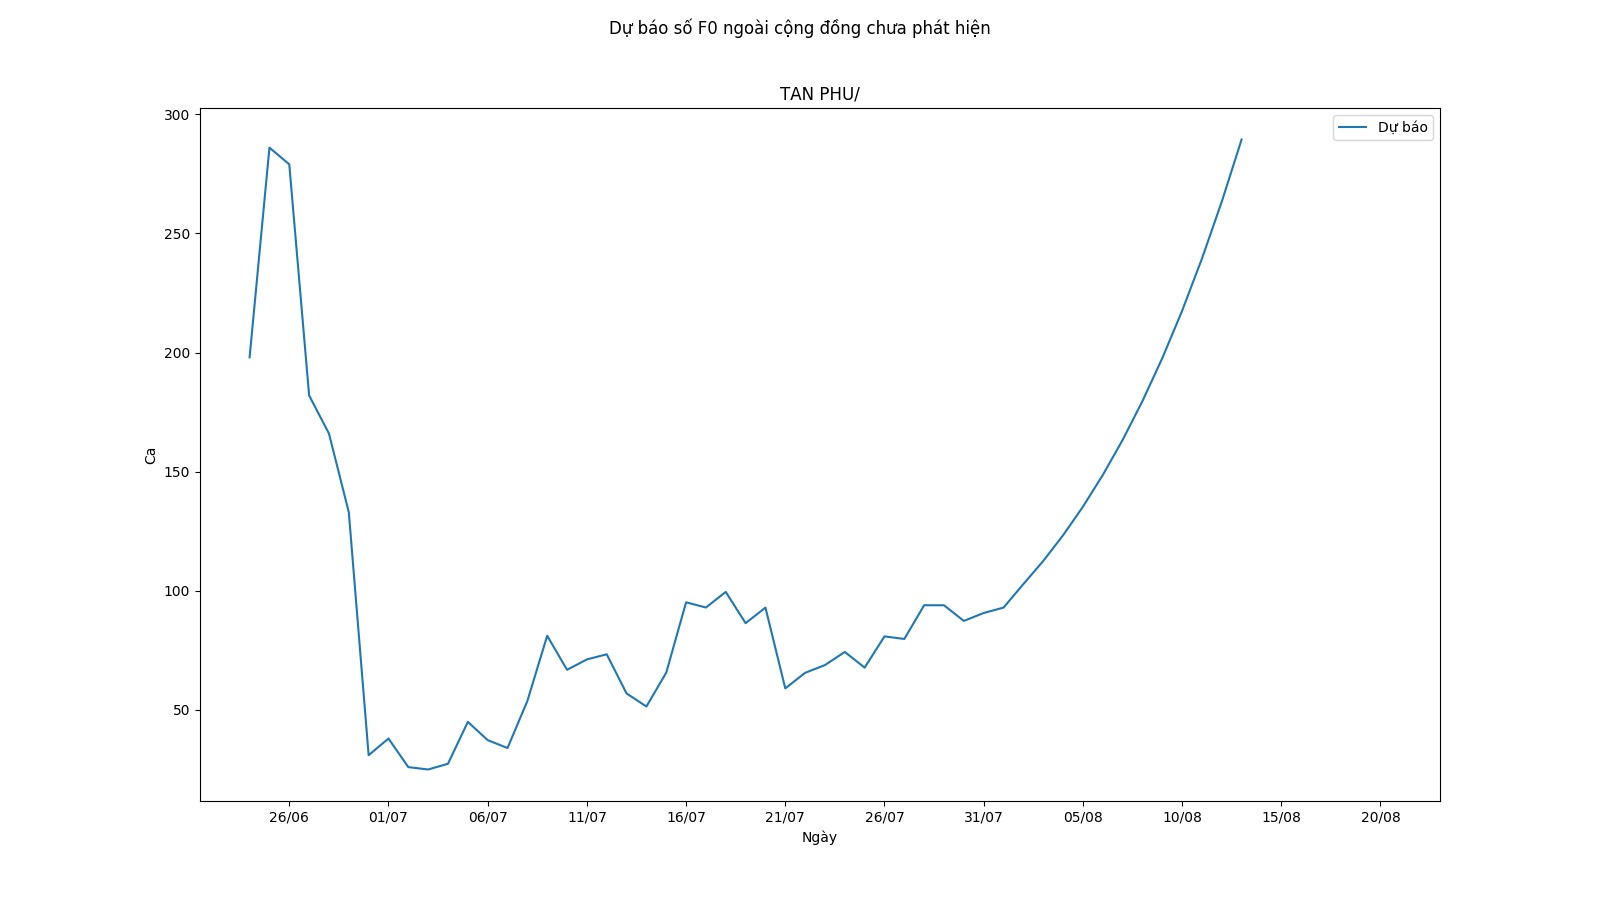 Dự báo số F0 ngoài cộng đồng chưa phát hiện
TAN PHU/
Dự báo
300
250
200
150
100
50
Ca
26/06 01/07 06/07 11/07 16/07 21/07 26/07 31/07 05/08 10/08 15/08 20/08
Ngày